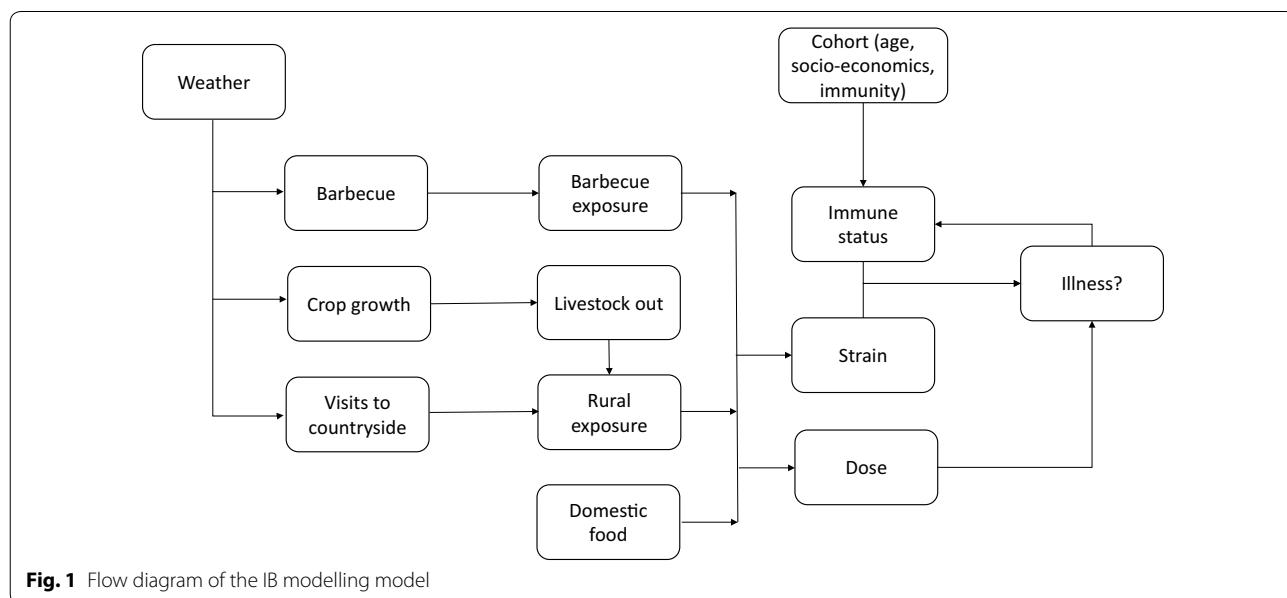 Cohort (age,
socio-economics,
immunity)
Weather
Barbecue
Barbecue
exposure
Immune
status
Illness?
Crop growth
Livestock out
Strain
Visits to
countryside
Rural
exposure
Dose
Domestic
food
Fig. 1 Flow diagram of the IB modelling model